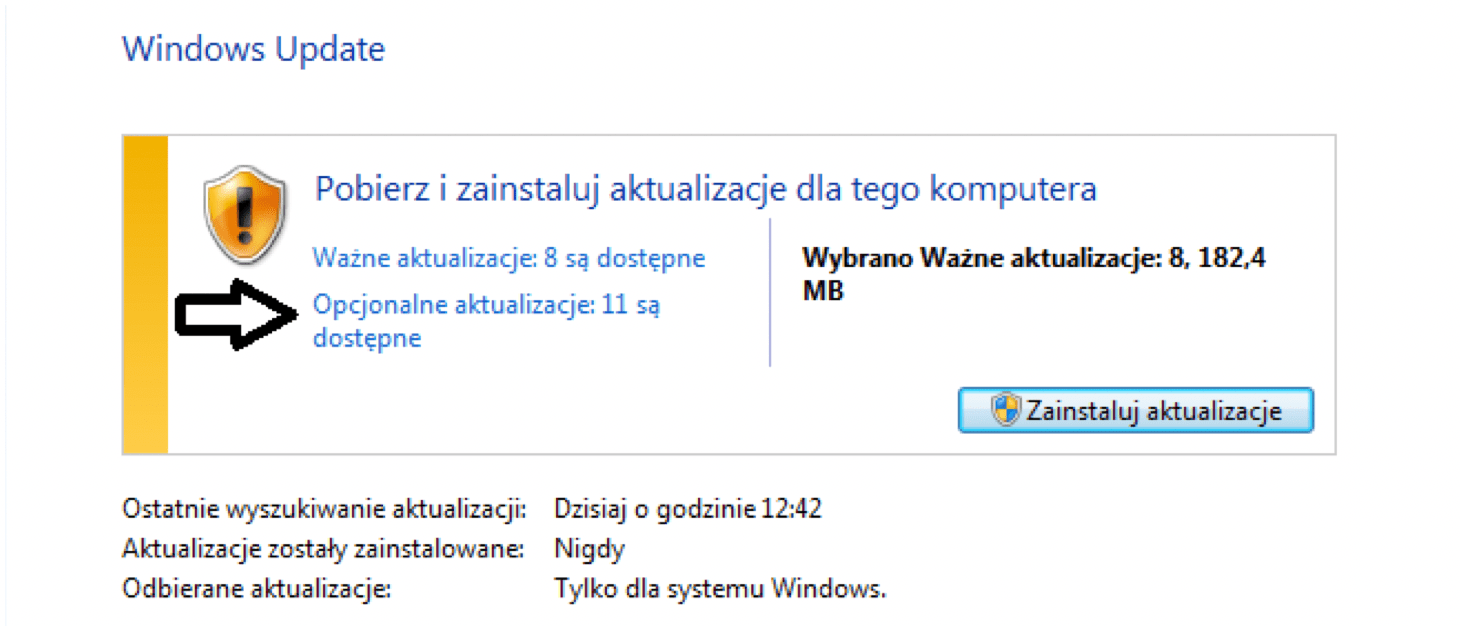 Windows Update
Pobierz i zainstaluj aktualizacje dla tego komputera
Ważne aktualizacje: 8 są dostępne
Opcjonalne aktualizacje: 11 są
dostępne
Wybrano Ważne aktualizacje: 8, 182,4
MB
Zainstaluj aktualizacje
Ostatnie wyszukiwanie aktualizacji: Dzisiaj o godzinie 12:42
Aktualizacje zostały zainstalowane: Nigdy
Odbierane aktualizacje: Tylko dla systemu Windows.